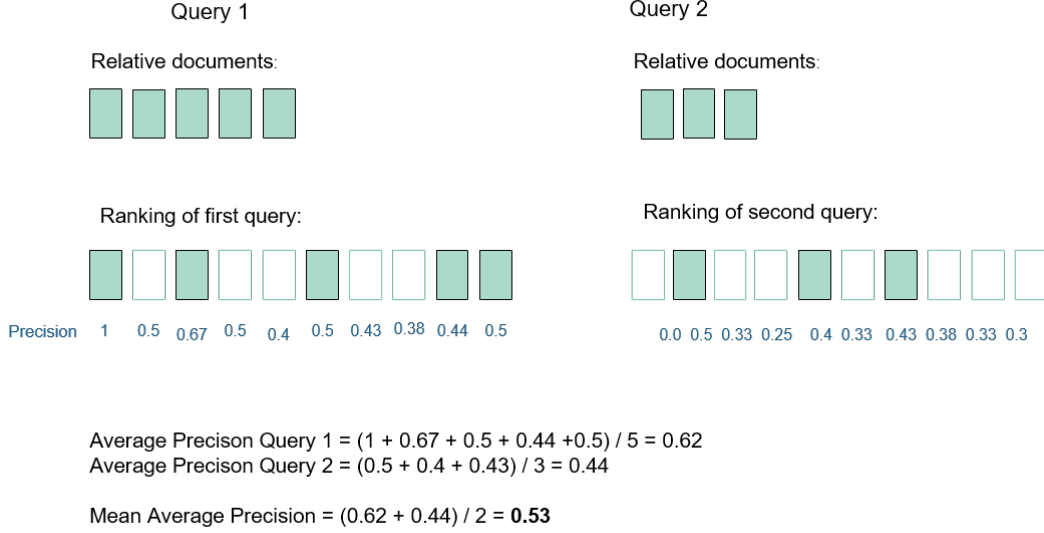 Query 1
Relative documents:
Ranking of first query:
Precision 1 0.5 0.67 0.5 0.4 0.5 0.43 0.38 0.44 0.5
Query 2
Relative documents:
Ranking of second query:
0.0 0.5 0.33 0.25 0.4 0.33 0.43 0.38 0.33 0.3
Average Precison Query 1 = (1 + 0.67 + 0.5 + 0.44 +0.5) / 5 = 0.62
Average Precison Query 2 = (0.5 + 0.4 + 0.43) / 3 = 0.44
Mean Average Precision = (0.62 + 0.44) / 2 = 0.53